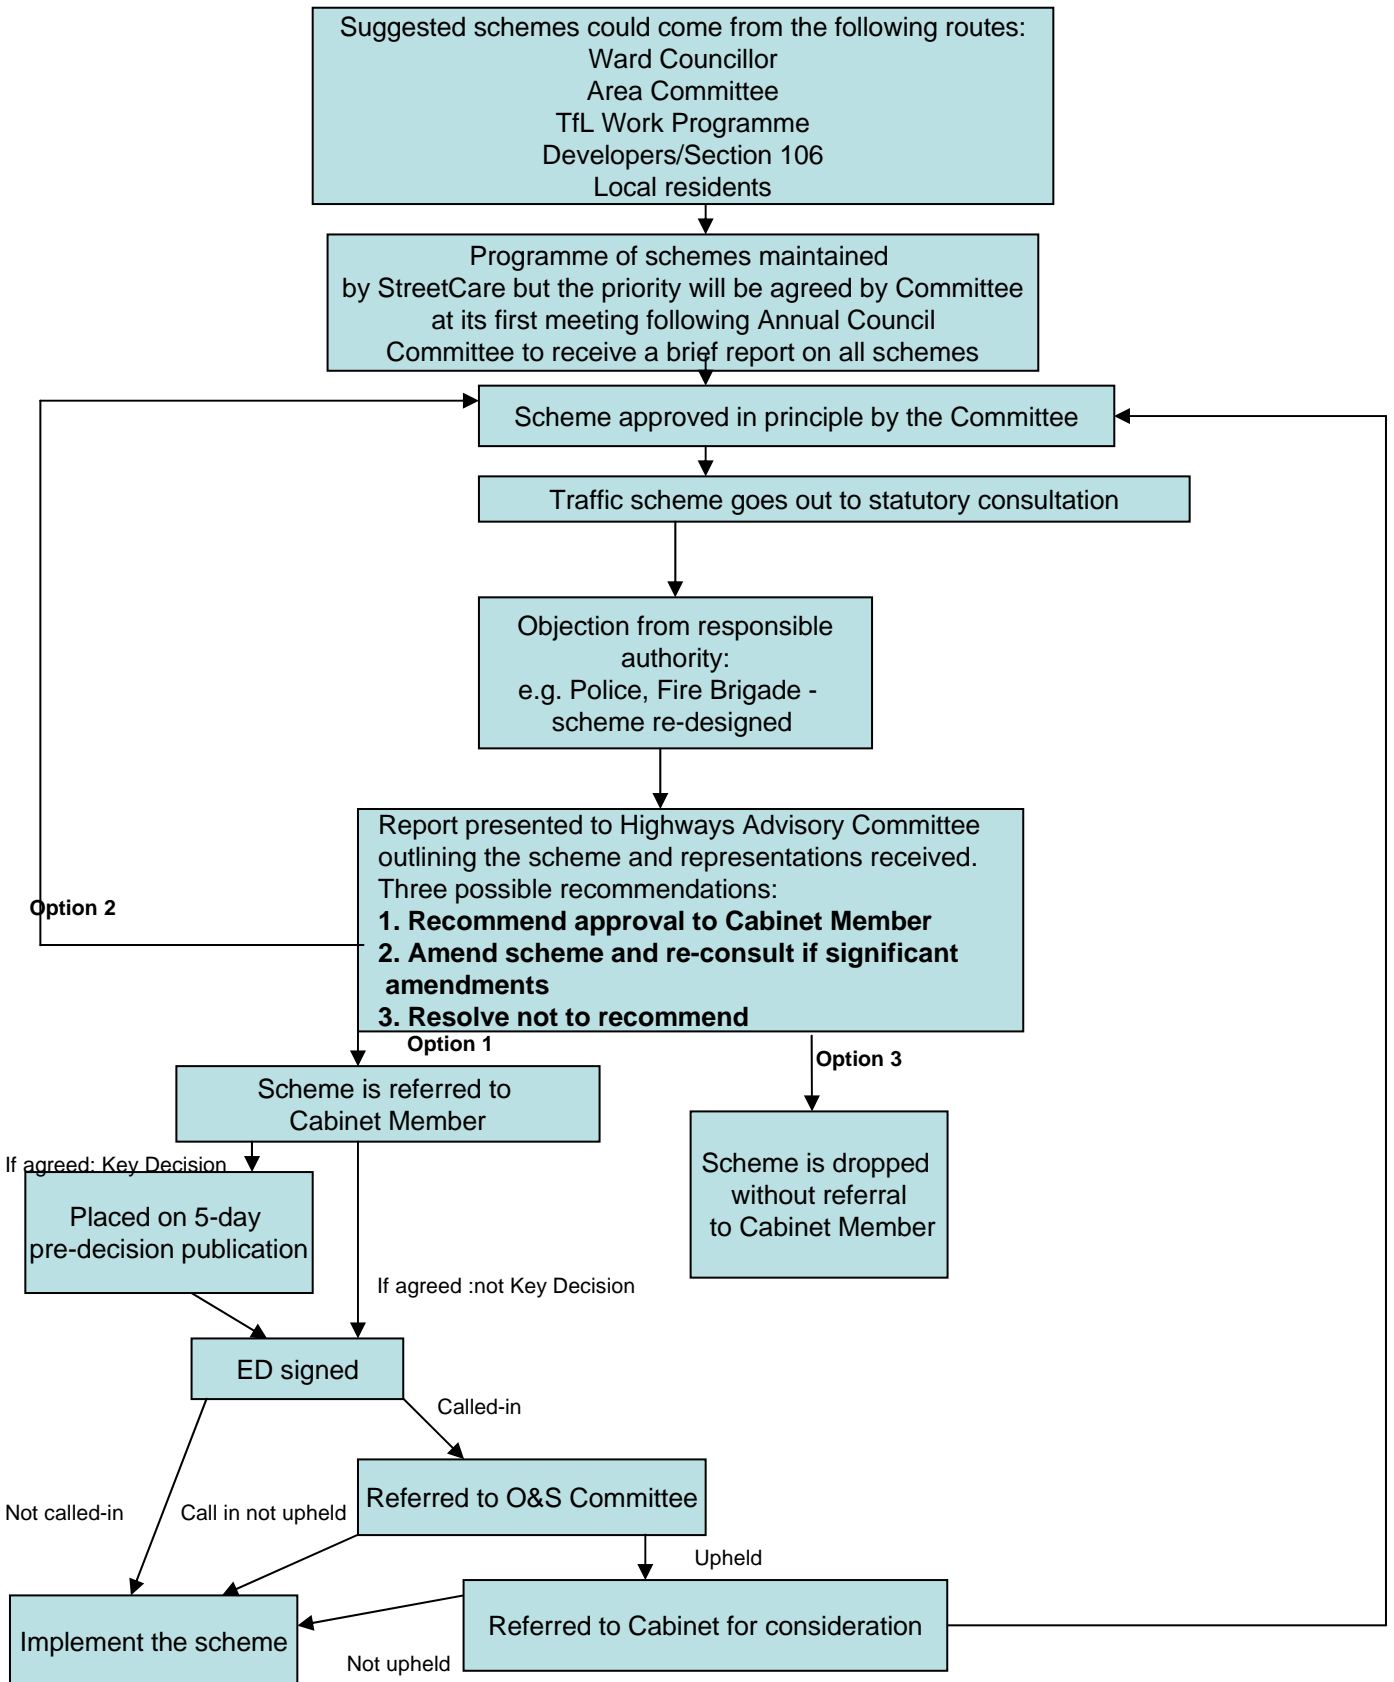 Suggested schemes could come from the following routes:
Ward Councillor
Area Committee
TfL Work Programme
Developers/Section 106
Local residents
Programme of schemes maintained
by StreetCare but the priority will be agreed by Committee
at its first meeting following Annual Council
Committee to receive a brief report on all schemes
Scheme approved in principle by the Committee
Traffic scheme goes out to statutory consultation
Objection from responsible
authority:
e.g. Police, Fire Brigade -
scheme re-designed
Report presented to Highways Advisory Committee
outlining the scheme and representations received.
Three possible recommendations:
1. Recommend approval to Cabinet Member
2. Amend scheme and re-consult if significant
amendments
3. Resolve not to recommend
Option 2
Option 1
Option 3
Scheme is referred to
Cabinet Member
Scheme is dropped
without referral
to Cabinet Member
If agreed: Key Decision
Placed on 5-day
pre-decision publication
If agreed :not Key Decision
ED signed
Called-in
Referred to O&S Committee
Not called-in
Call in not upheld
Upheld
Referred to Cabinet for consideration
Implement the scheme
Not upheld